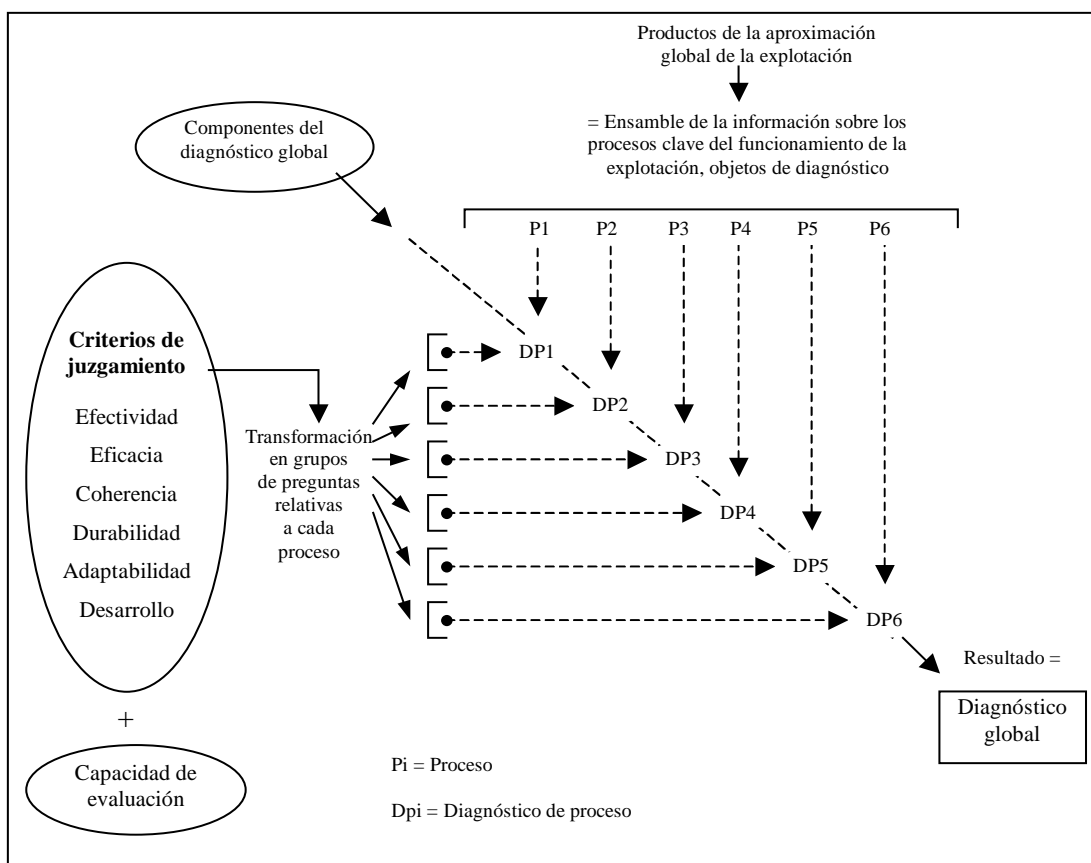 Productos de la aproximación
global de la explotación
= Ensamble de la información sobre los
procesos clave del funcionamiento de la
explotación, objetos de diagnóstico
Componentes del
diagnóstico global
P1 P2 P3 P4 P5 P6
Criterios de
juzgamiento
Efectividad
Eficacia
Coherencia
Durabilidad
Adaptabilidad
Desarrollo
+
Capacidad de
evaluación
Transformación
en grupos
de preguntas
relativas
a cada
proceso
DP1
DP2
DP3
DP4
DP5
DP6
Resultado =
Diagnóstico
global
Pi = Proceso
Dpi = Diagnóstico de proceso